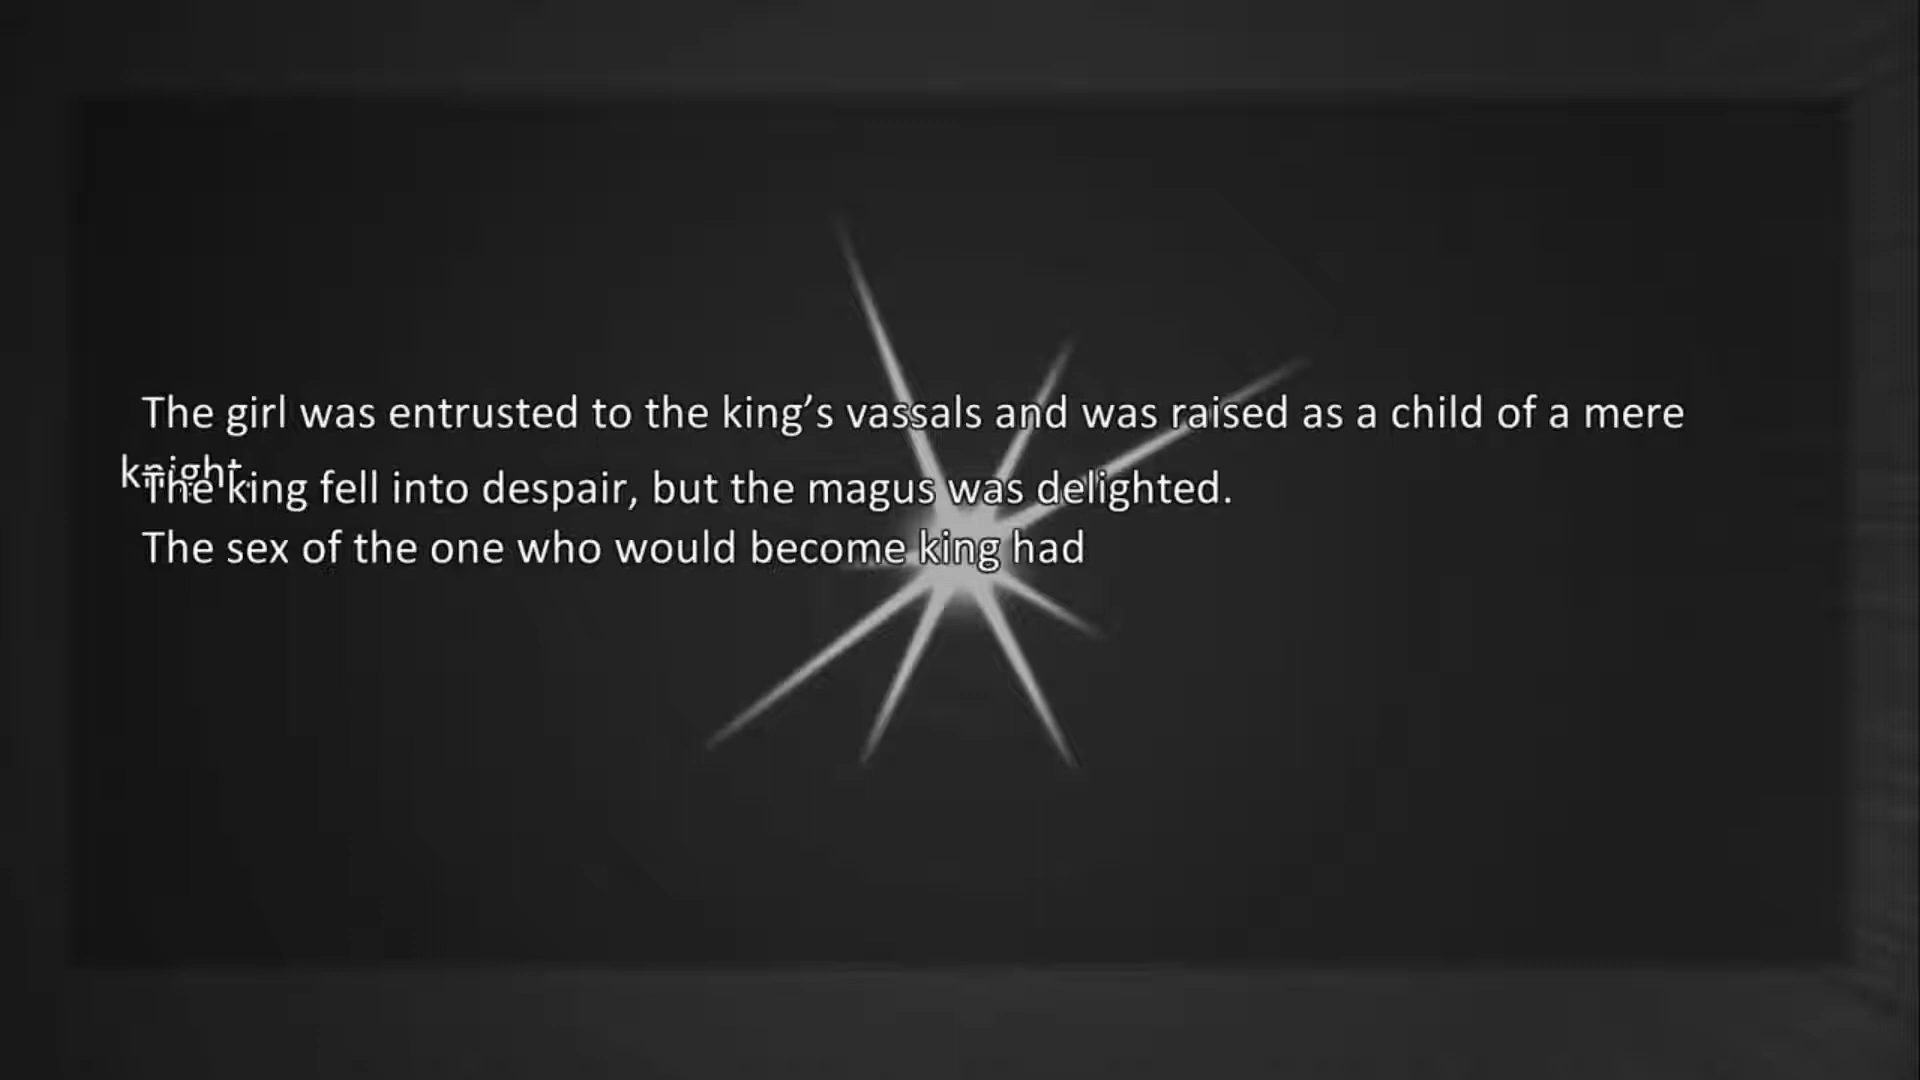 The girl was entrusted to the king’s vassals and was raised as a child of a mere
knight.
The king fell into despair, but the magus was delighted.
The sex of the one who would become king had